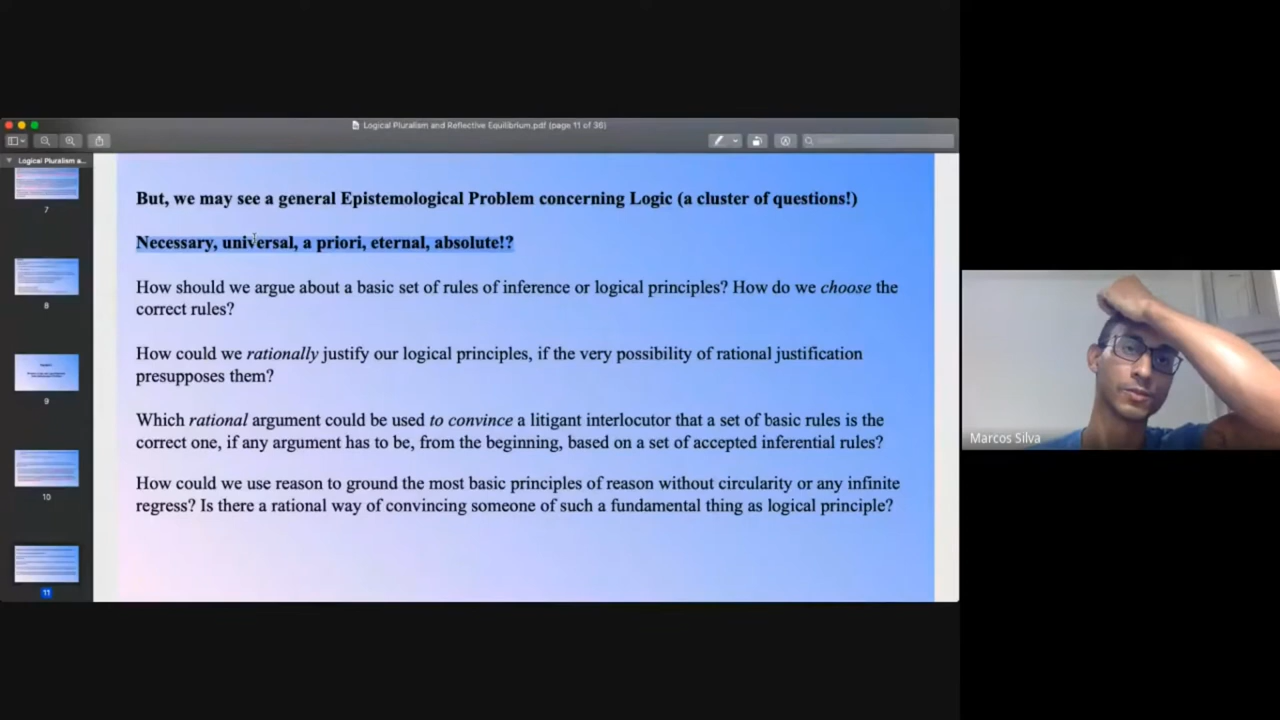 Logical Pluralism and Reflective Equilibrium.pdf (page 11 of 36)
Search
Logical Pluralism a...
7
8
9
10
11
But, we may see a general Epistemological Problem concerning Logic (a cluster of questions!)
Necessary, universal, a priori, eternal, absolute!?
How should we argue about a basic set of rules of inference or logical principles? How do we choose the
correct rules?
How could we rationally justify our logical principles, if the very possibility of rational justification
presupposes them?
Which rational argument could be used to convince a litigant interlocutor that a set of basic rules is the
correct one, if any argument has to be, from the beginning, based on a set of accepted inferential rules?
How could we use reason to ground the most basic principles of reason without circularity or any infinite
regress? Is there a rational way of convincing someone of such a fundamental thing as logical principle?
Marcos Silva